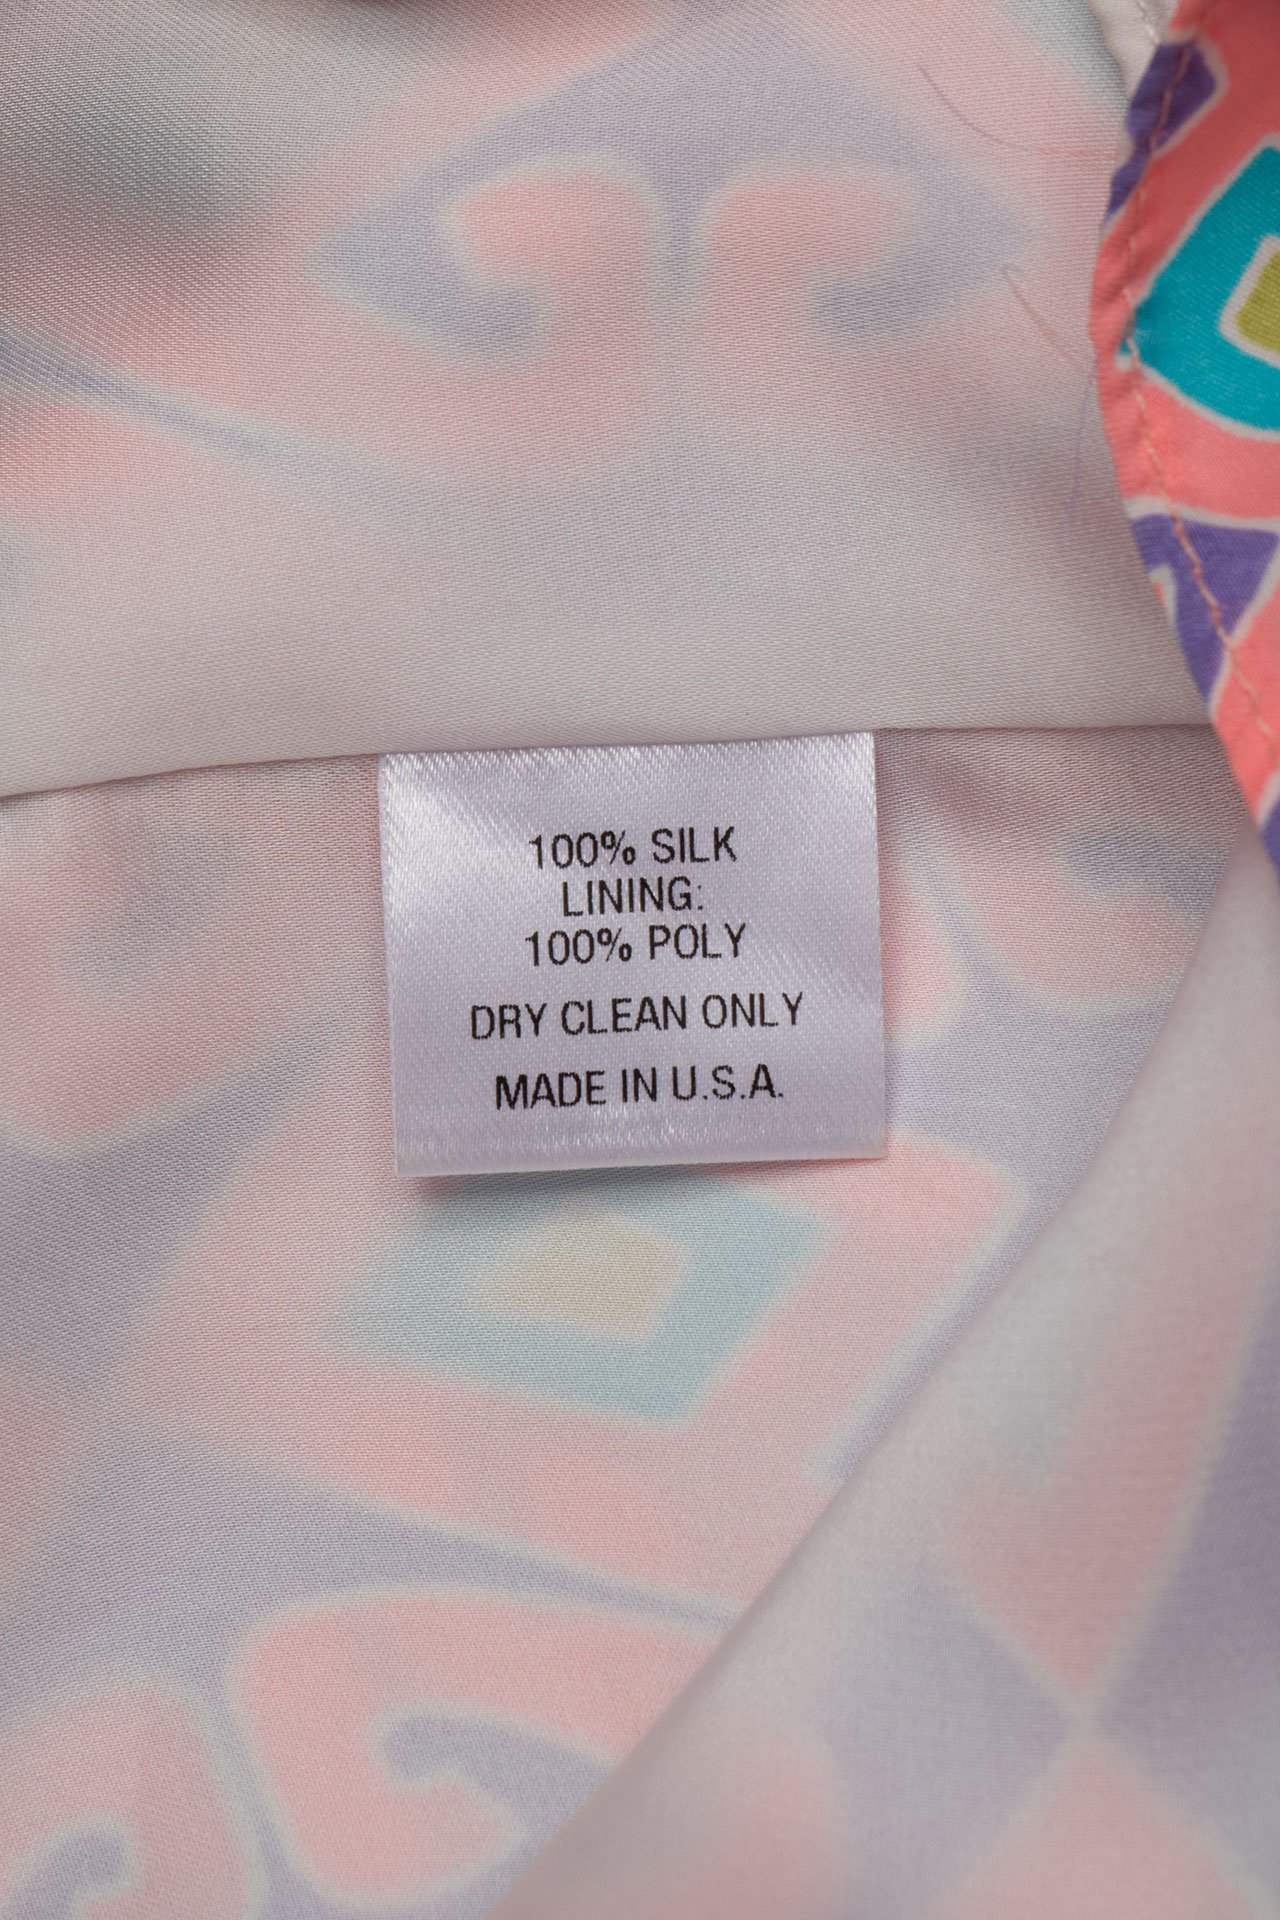 100% SILK
LINING:
100% POLY
DRY CLEAN ONLY
MADE IN U.S.A.